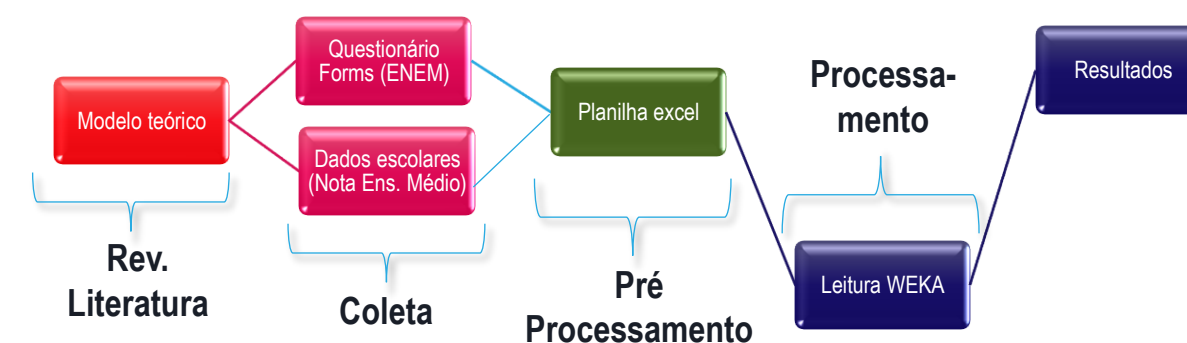 Modelo teórico
Rev.
Literatura
Questionário
Forms (ENEM)
Dados escolares
(Nota Ens. Médio)
Coleta
Planilha excel
Pré
Processamento
Processa-
mento
Leitura WEKA
Resultados